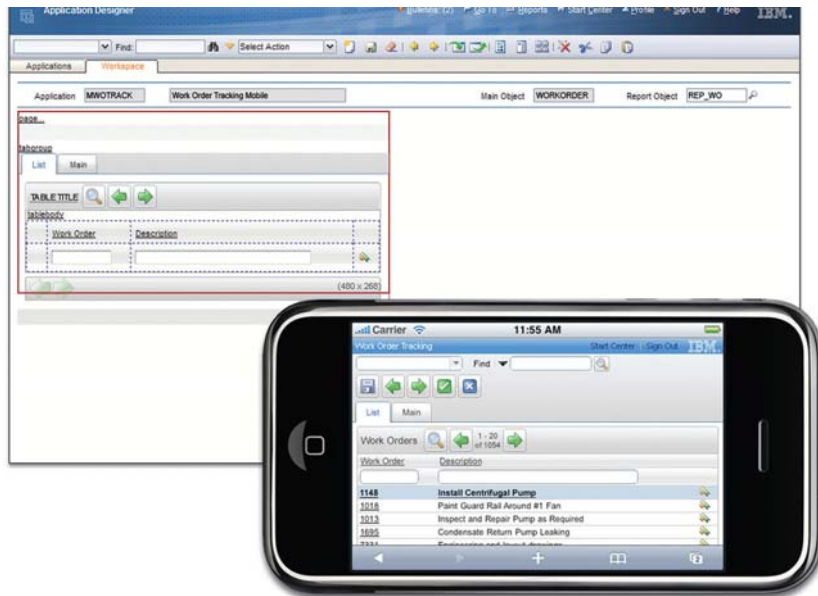 Application Designer
Bulletins: (2) Go To Reports Start Center Profile Sign Out Help IBM.
Find: Select Action
Applications Workspace
Application MWOTRACK Work Order Tracking Mobile Main Object WORKORDER Report Object REP_WO
page...
tabgroup
List Main
TABLE TITLE
tablebody
Work Order Description
(480 x 268)
Carrier 11:55 AM
Work Order Tracking Start Center Sign Out IBM.
Find
List Main
Work Orders 1 - 20 of 1054
Work Order Description
1148 Install Centrifugal Pump
1018 Paint Guard Rail Around #1 Fan
1013 Inspect and Repair Pump as Required
1695 Condensate Return Pump Leaking